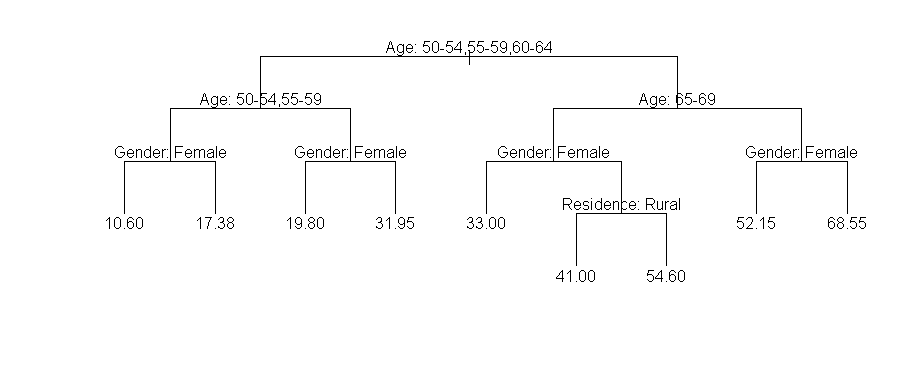 Age: 50-54,55-59,60-64
Age: 50-54,55-59
Age: 65-69
Gender: Female
Gender: Female
Gender: Female
Gender: Female
Residence: Rural
10.60
17.38
19.80
31.95
33.00
52.15
68.55
41.00
54.60